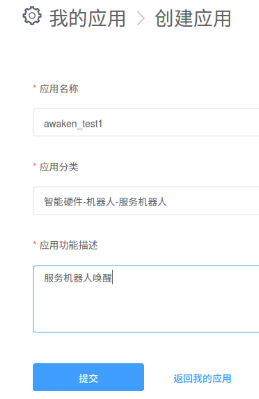 我的应用 > 创建应用
* 应用名称
awaken_test1
* 应用分类
智能硬件-机器人-服务机器人
* 应用功能描述
服务机器人唤醒
提交 返回我的应用